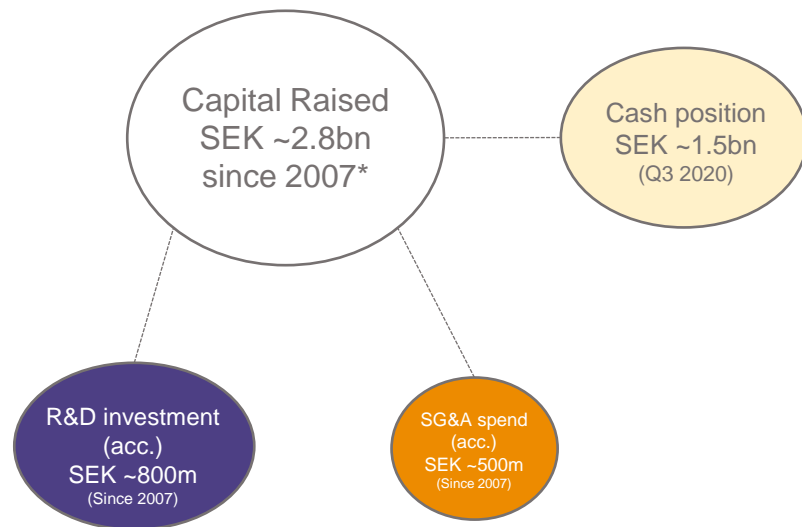 Capital Raised
SEK ~2.8bn
since 2007*
Cash position
SEK ~1.5bn
(Q3 2020)
R&D investment
(acc.)
SEK ~800m
(Since 2007)
SG&A spend
(acc.)
SEK ~500m
(Since 2007)